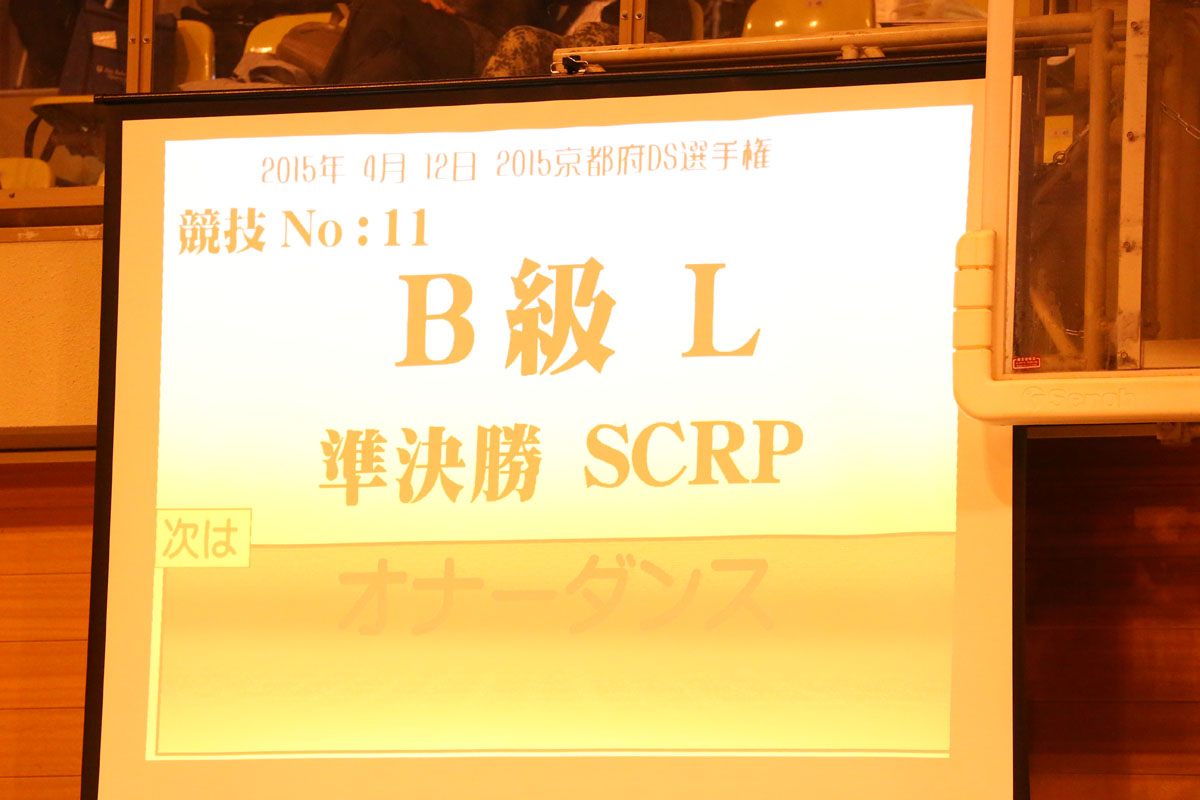 2015年 4月 12日 2015京都府DS選手権
競技 No : 11
B級 L
準決勝 SCRP
次は
オナーダンス
Senoh